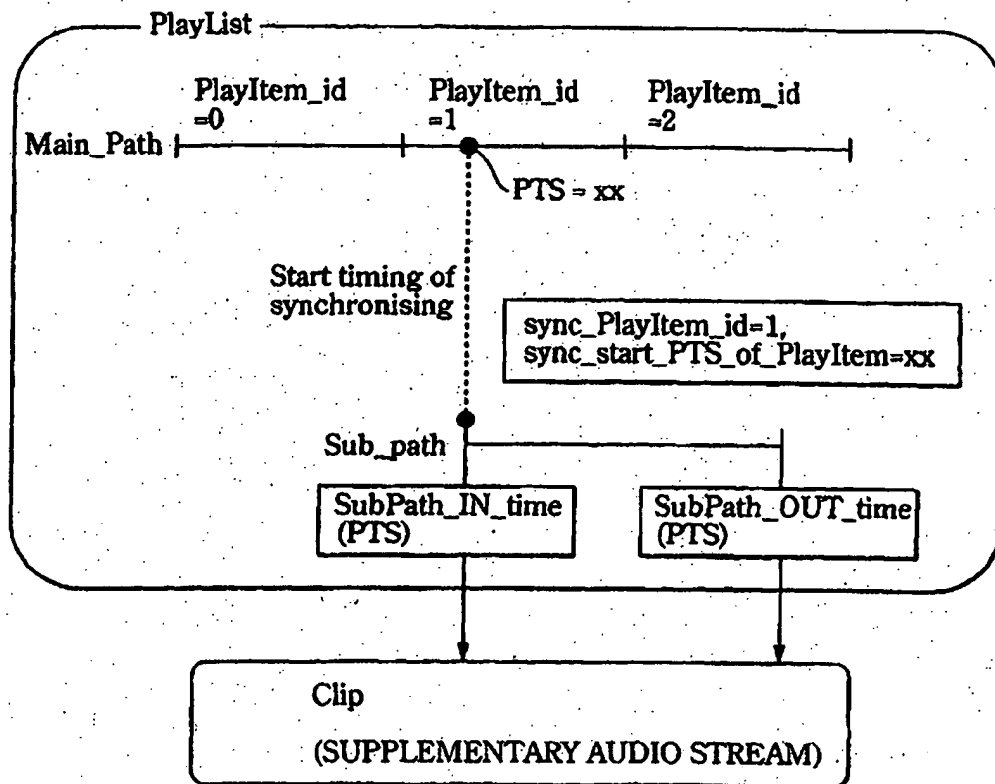 PlayList
PlayItem_id
=0
PlayItem_id
=1
PlayItem_id
=2
Main_Path
PTS = xx
Start timing of
synchronising
sync_PlayItem_id=1,
sync_start_PTS_of_PlayItem=xx
Sub_path
SubPath_IN_time
(PTS)
SubPath_OUT_time
(PTS)
Clip
(SUPPLEMENTARY AUDIO STREAM)